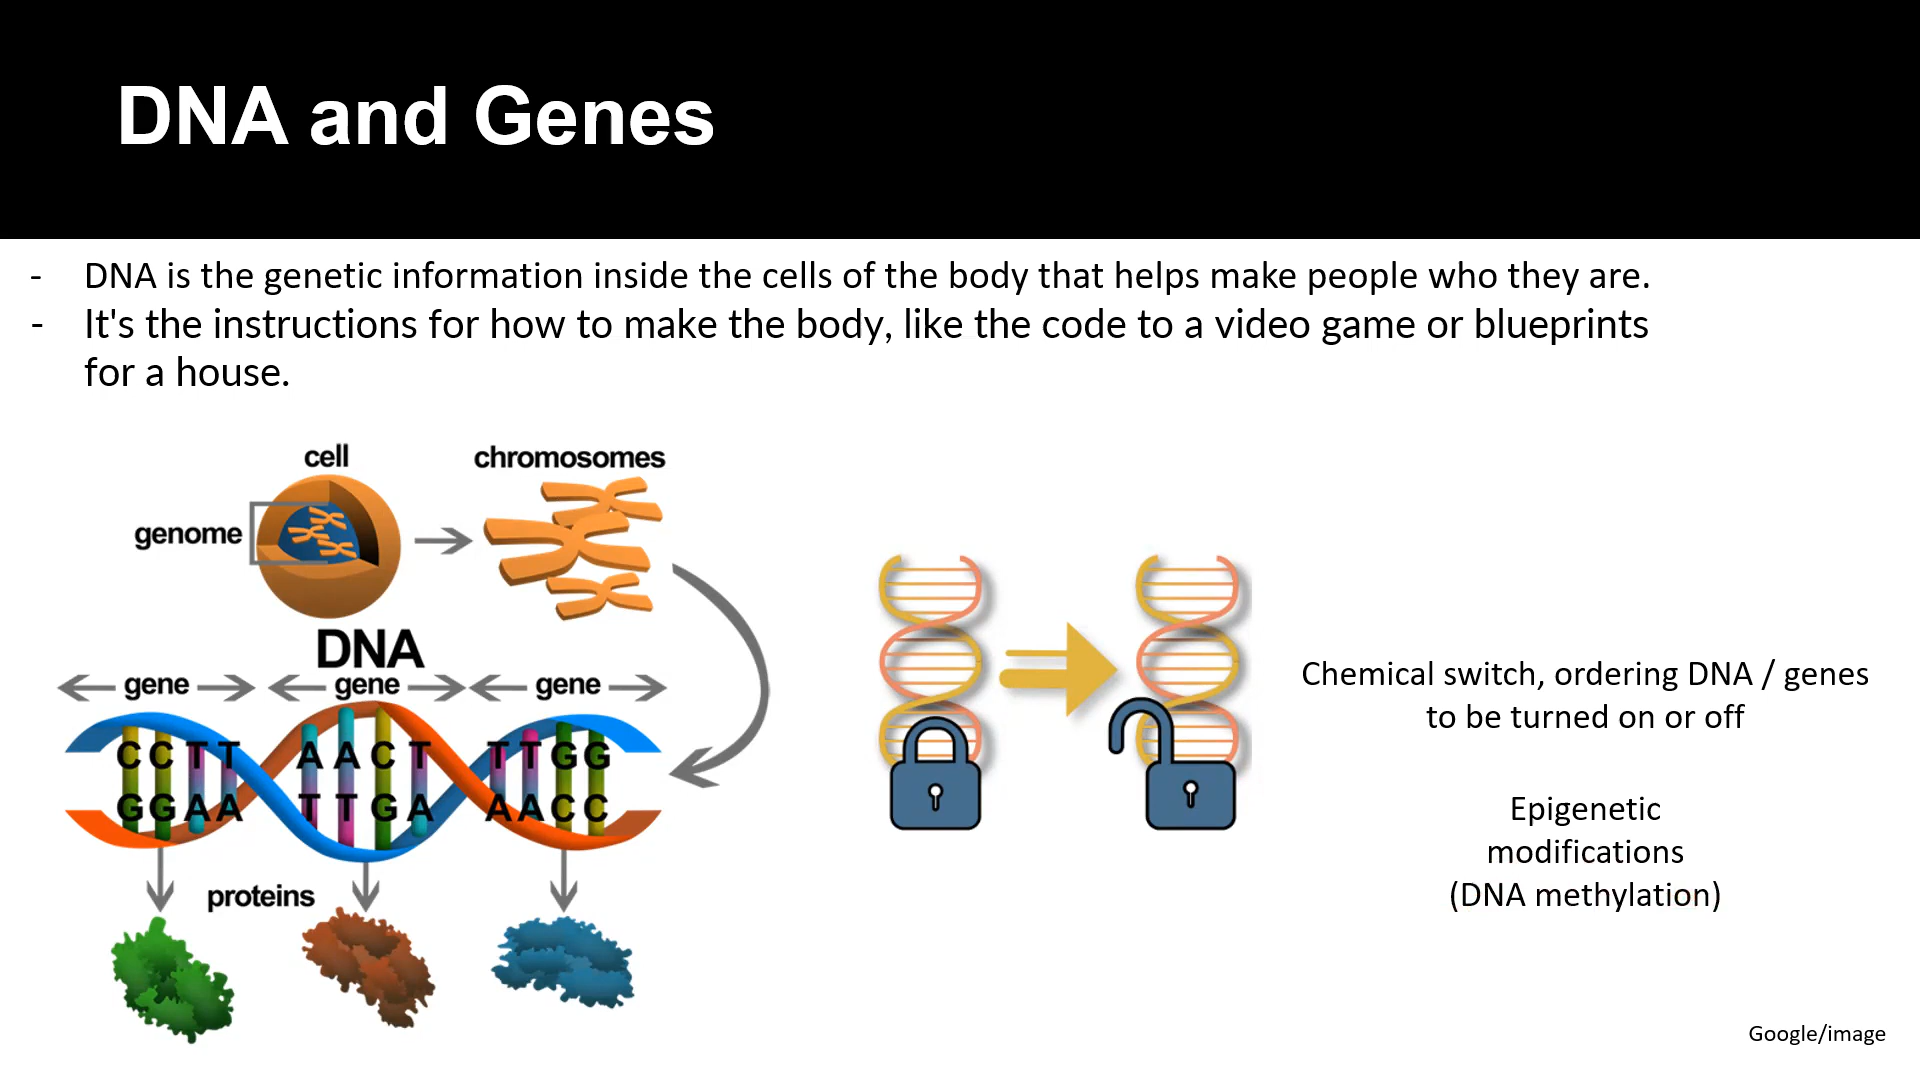 DNA and Genes
- DNA is the genetic information inside the cells of the body that helps make people who they are.
- It's the instructions for how to make the body, like the code to a video game or blueprints
for a house.
cell
chromosomes
genome
DNA
gene
gene
gene
CCTT AACT TTGG
GGAA TTGA AACC
proteins
Chemical switch, ordering DNA / genes
to be turned on or off
Epigenetic
modifications
(DNA methylation)
Google/image